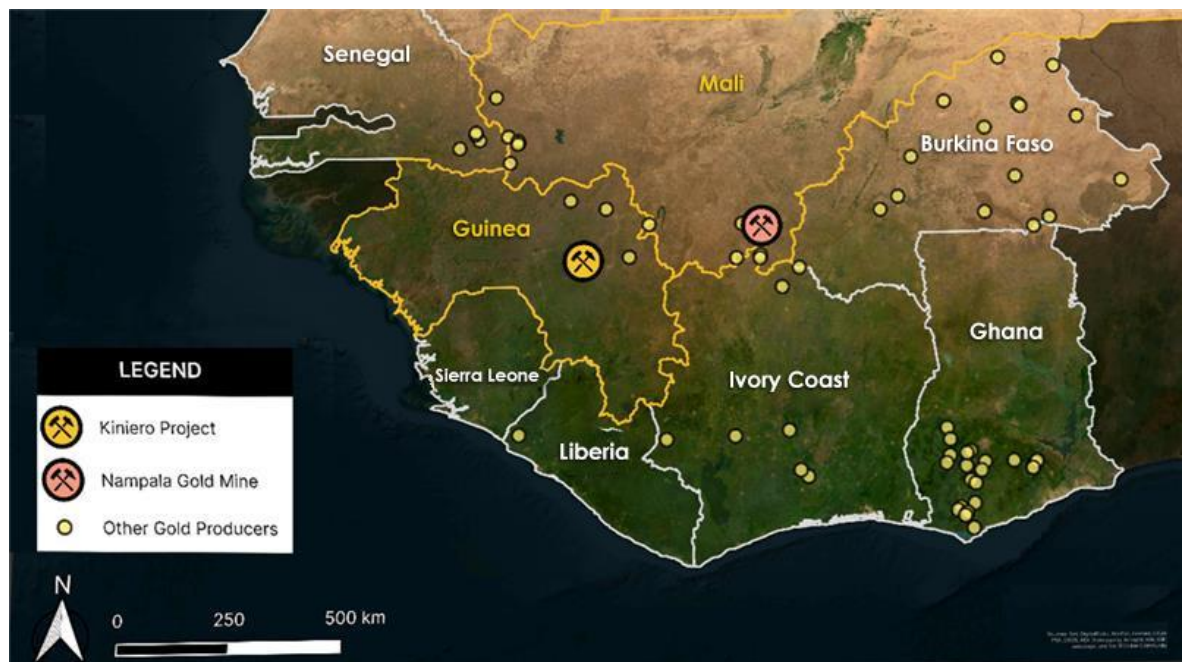 Senegal
Mali
Burkina Faso
Guinea
Ghana
Sierra Leone
Ivory Coast
Liberia
LEGEND
Kiniero Project
Nampala Gold Mine
Other Gold Producers
N
0 250 500 km